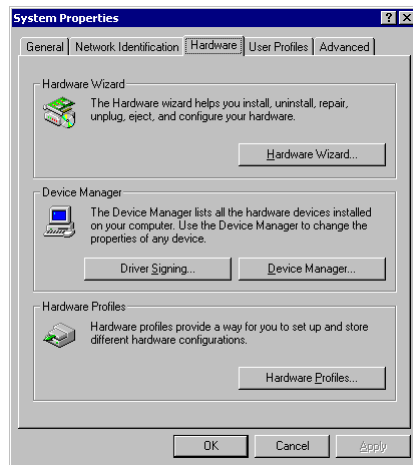 System Properties
General Network Identification Hardware User Profiles Advanced
Hardware Wizard
The Hardware wizard helps you install, uninstall, repair,
unplug, eject, and configure your hardware.
Hardware Wizard...
Device Manager
The Device Manager lists all the hardware devices installed
on your computer. Use the Device Manager to change the
properties of any device.
Driver Signing... Device Manager...
Hardware Profiles
Hardware profiles provide a way for you to set up and store
different hardware configurations.
Hardware Profiles...
OK Cancel Apply